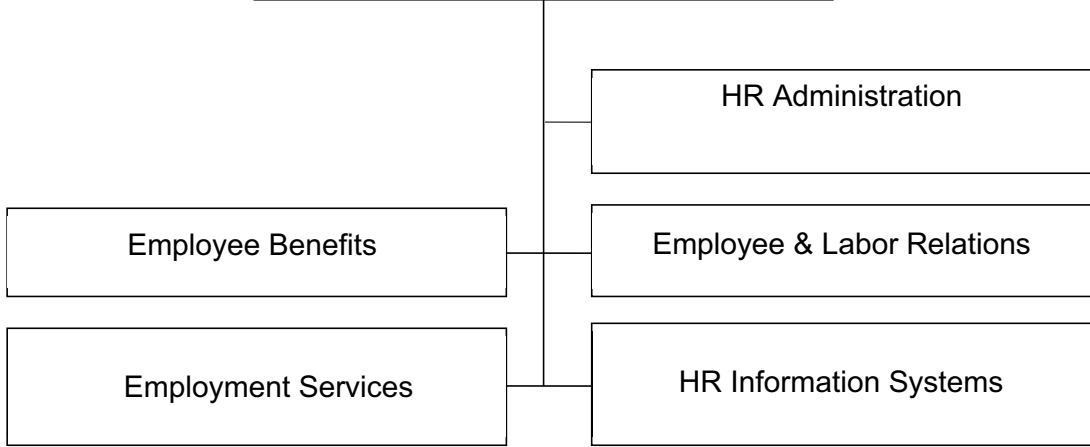 HR Administration
Employee Benefits
Employee & Labor Relations
Employment Services
HR Information Systems